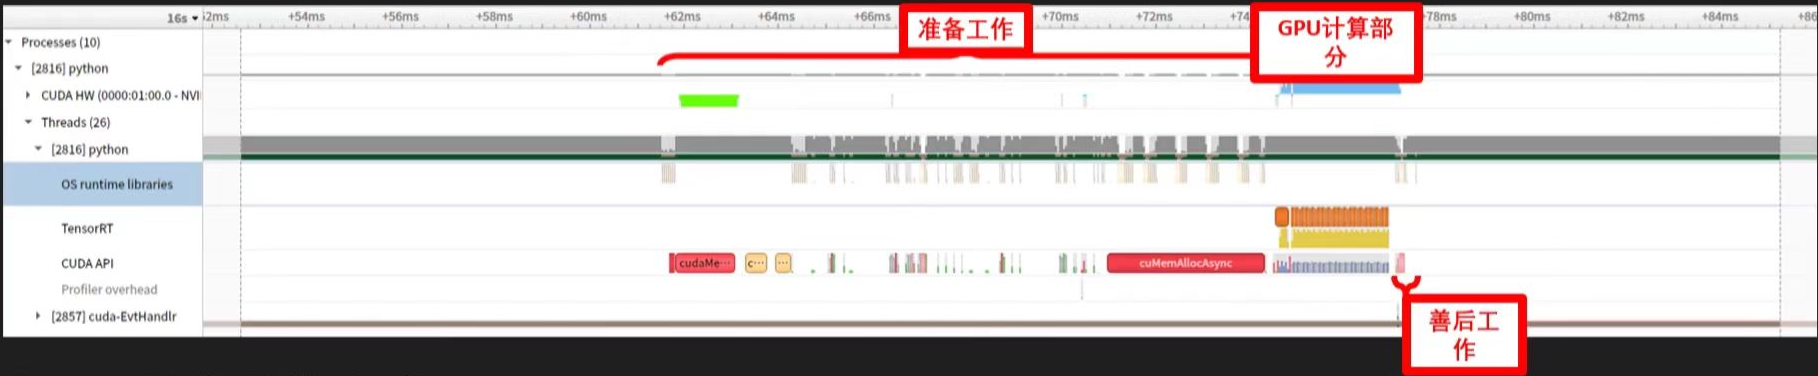 16s 52ms +54ms +56ms +58ms +60ms +62ms +64ms +66ms +70ms +72ms +74 +78ms +80ms +82ms +84ms +86
准备工作
GPU计算部
分
Processes (10)
[2816] python
CUDA HW (0000:01:00.0 - NVI
Threads (26)
[2816] python
OS runtime libraries
TensorRT
CUDA API
cudaMe… c… … cuMemAllocAsync
Profiler overhead
[2857] cuda-EvtHandlr
善后工
作